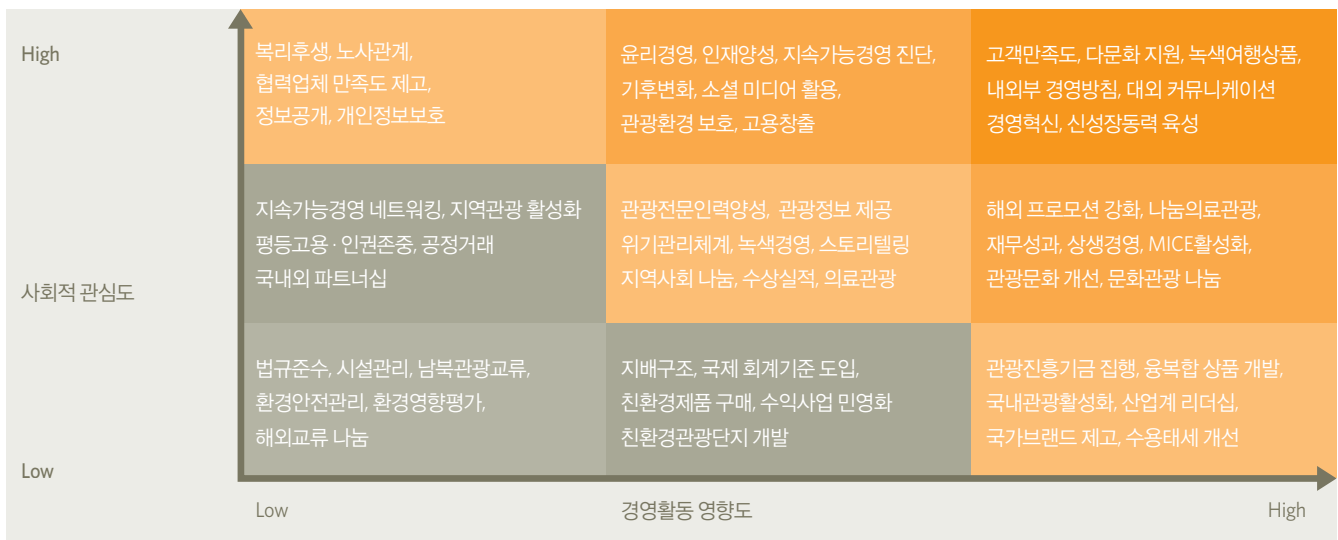 High
복리후생, 노사관계,
협력업체 만족도 제고,
정보공개, 개인정보보호
윤리경영, 인재양성, 지속가능경영 진단,
기후변화, 소셜 미디어 활용,
관광환경 보호, 고용창출
고객만족도, 다문화 지원, 녹색여행상품,
내외부 경영방침, 대외 커뮤니케이션
경영혁신, 신성장동력 육성
사회적 관심도
지속가능경영 네트워킹, 지역관광 활성화
평등고용 · 인권존중, 공정거래
국내외 파트너십
관광전문인력양성, 관광정보 제공
위기관리체계, 녹색경영, 스토리텔링
지역사회 나눔, 수상실적, 의료관광
해외 프로모션 강화, 나눔의료관광,
재무성과, 상생경영, MICE활성화,
관광문화 개선, 문화관광 나눔
법규준수, 시설관리, 남북관광교류,
환경안전관리, 환경영향평가,
해외교류 나눔
지배구조, 국제 회계기준 도입,
친환경제품 구매, 수익사업 민영화
친환경관광단지 개발
관광진흥기금 집행, 융복합 상품 개발,
국내관광활성화, 산업계 리더십,
국가브랜드 제고, 수용태세 개선
Low
Low
경영활동 영향도
High